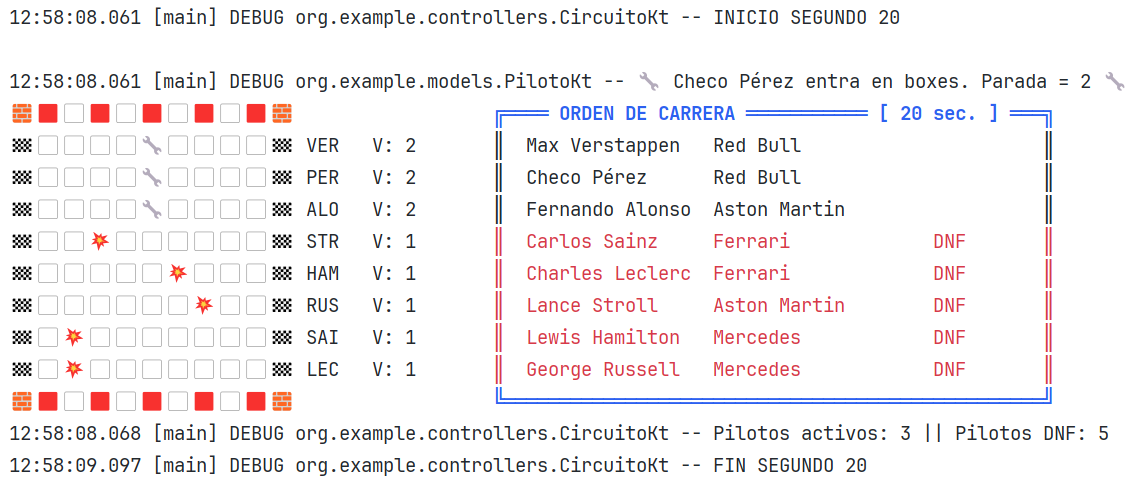 12:58:08.061 [main] DEBUG org.example.controllers.CircuitoKt -- INICIO SEGUNDO 20
12:58:08.061 [main] DEBUG org.example.models.PilotoKt -- 🔧 Checo Pérez entra en boxes. Parada = 2 🔧
ORDEN DE CARRERA [ 20 sec. ]
VER V: 2 Max Verstappen Red Bull
PER V: 2 Checo Pérez Red Bull
ALO V: 2 Fernando Alonso Aston Martin
STR V: 1 Carlos Sainz Ferrari DNF
HAM V: 1 Charles Leclerc Ferrari DNF
RUS V: 1 Lance Stroll Aston Martin DNF
SAI V: 1 Lewis Hamilton Mercedes DNF
LEC V: 1 George Russell Mercedes DNF
12:58:08.068 [main] DEBUG org.example.controllers.CircuitoKt -- Pilotos activos: 3 || Pilotos DNF: 5
12:58:09.097 [main] DEBUG org.example.controllers.CircuitoKt -- FIN SEGUNDO 20